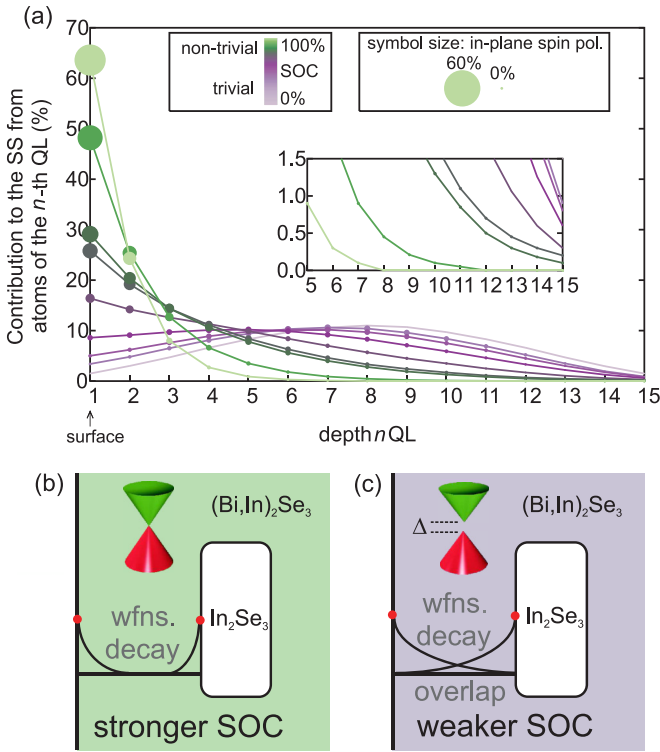 (a)
70
60
50
40
30
20
10
0
Contribution to the SS from
atoms of the n-th QL (%)
non-trivial
trivial
100%
SOC
0%
symbol size: in-plane spin pol.
60%
0%
1.5
1.0
0.5
0.0
5 6 7 8 9 10 11 12 13 14 15
1 2 3 4 5 6 7 8 9 10 11 12 13 14 15
↑
surface
depth n QL
(b)
(Bi,In)₂Se₃
wfns.
decay
In₂Se₃
stronger SOC
(c)
(Bi,In)₂Se₃
Δ
wfns.
decay
In₂Se₃
overlap
weaker SOC